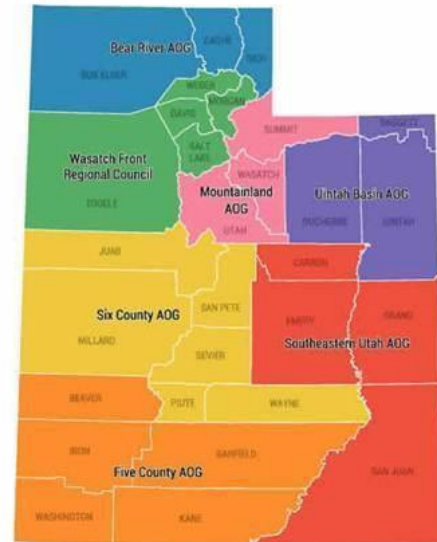 CACHE
Bear River AOG
RICH
BOX ELDER
WEBER
MORGAN
DAVIS
DAGGETT
SUMMIT
SALT
LAKE
Wasatch Front
Regional Council
WASATCH
Mountainland
AOG
Uintah Basin AOG
TOOELE
UTAH
DUCHESNE
UINTAH
JUAB
CARBON
SAN PETE
Six County AOG
EMERY
GRAND
MILLARD
Southeastern Utah AOG
SEVIER
BEAVER
PIUTE
WAYNE
IRON
GARFIELD
Five County AOG
SAN JUAN
WASHINGTON
KANE